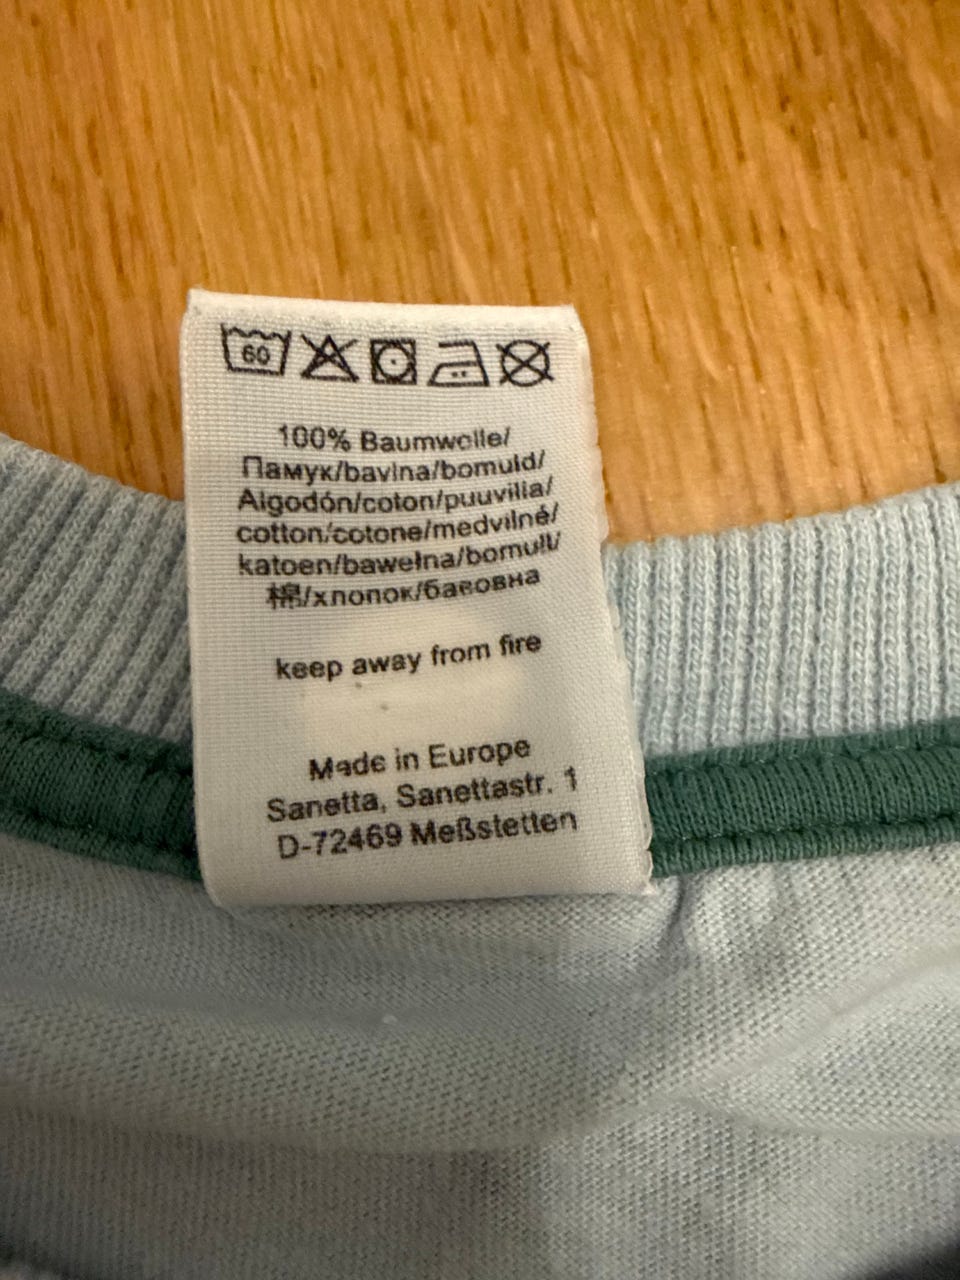 60
100% Baumwolle/
Памук/bavlna/bomuld/
Algodón/coton/puuvilla/
cotton/cotone/medvilné/
katoen/bawełna/bomull/
棉/хлопок/бавовна
keep away from fire
Made in Europe
Sanetta, Sanettastr. 1
D-72469 Meßstetten